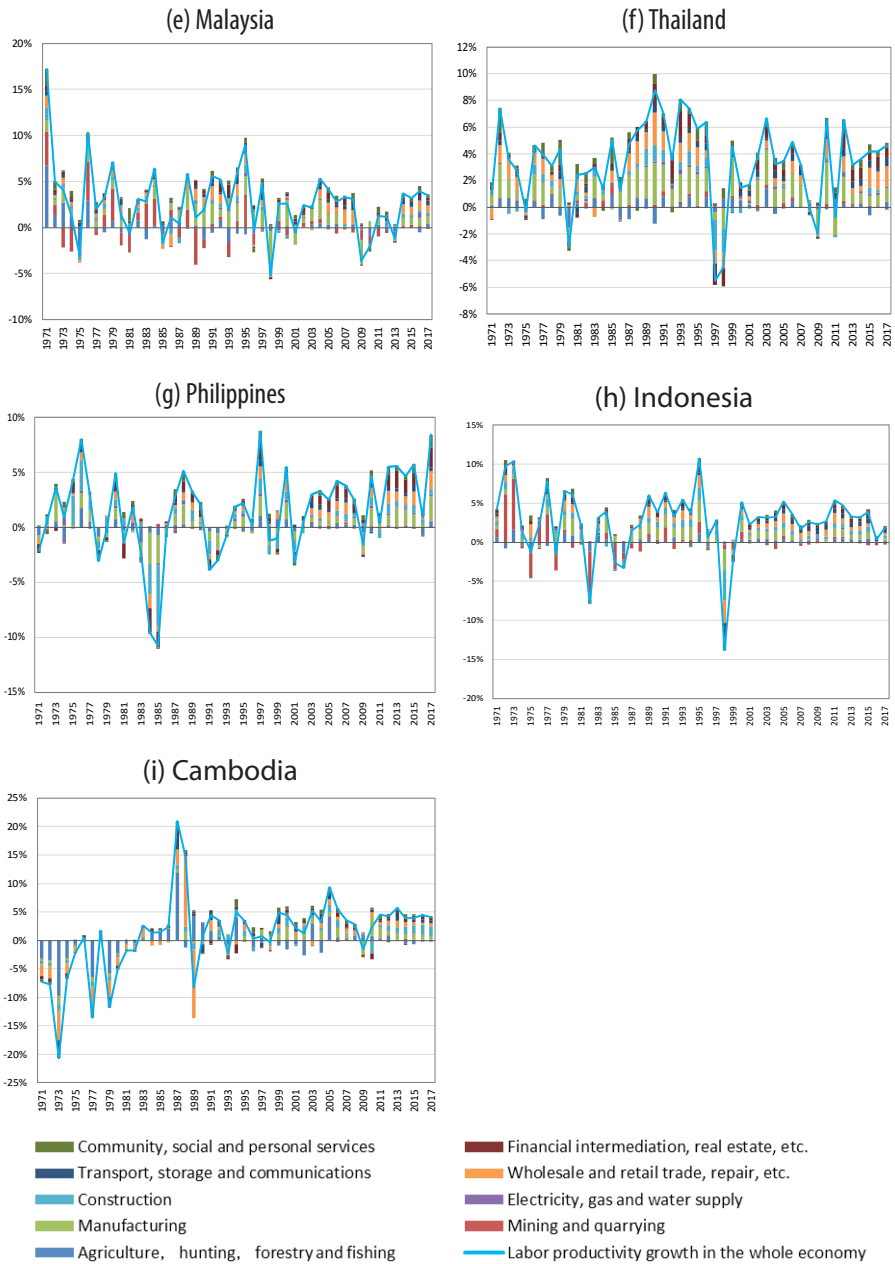 (e) Malaysia
20%
15%
10%
5%
0%
-5%
-10%
1971 1973 1975 1977 1979 1981 1983 1985 1987 1989 1991 1993 1995 1997 1999 2001 2003 2005 2007 2009 2011 2013 2015 2017
(f) Thailand
12%
10%
8%
6%
4%
2%
0%
-2%
-4%
-6%
-8%
1971 1973 1975 1977 1979 1981 1983 1985 1987 1989 1991 1993 1995 1997 1999 2001 2003 2005 2007 2009 2011 2013 2015 2017
(g) Philippines
10%
5%
0%
-5%
-10%
-15%
1971 1973 1975 1977 1979 1981 1983 1985 1987 1989 1991 1993 1995 1997 1999 2001 2003 2005 2007 2009 2011 2013 2015 2017
(h) Indonesia
15%
10%
5%
0%
-5%
-10%
-15%
-20%
1971 1973 1975 1977 1979 1981 1983 1985 1987 1989 1991 1993 1995 1997 1999 2001 2003 2005 2007 2009 2011 2013 2015 2017
(i) Cambodia
25%
20%
15%
10%
5%
0%
-5%
-10%
-15%
-20%
-25%
1971 1973 1975 1977 1979 1981 1983 1985 1987 1989 1991 1993 1995 1997 1999 2001 2003 2005 2007 2009 2011 2013 2015 2017
Community, social and personal services
Transport, storage and communications
Construction
Manufacturing
Agriculture, hunting, forestry and fishing
Financial intermediation, real estate, etc.
Wholesale and retail trade, repair, etc.
Electricity, gas and water supply
Mining and quarrying
Labor productivity growth in the whole economy